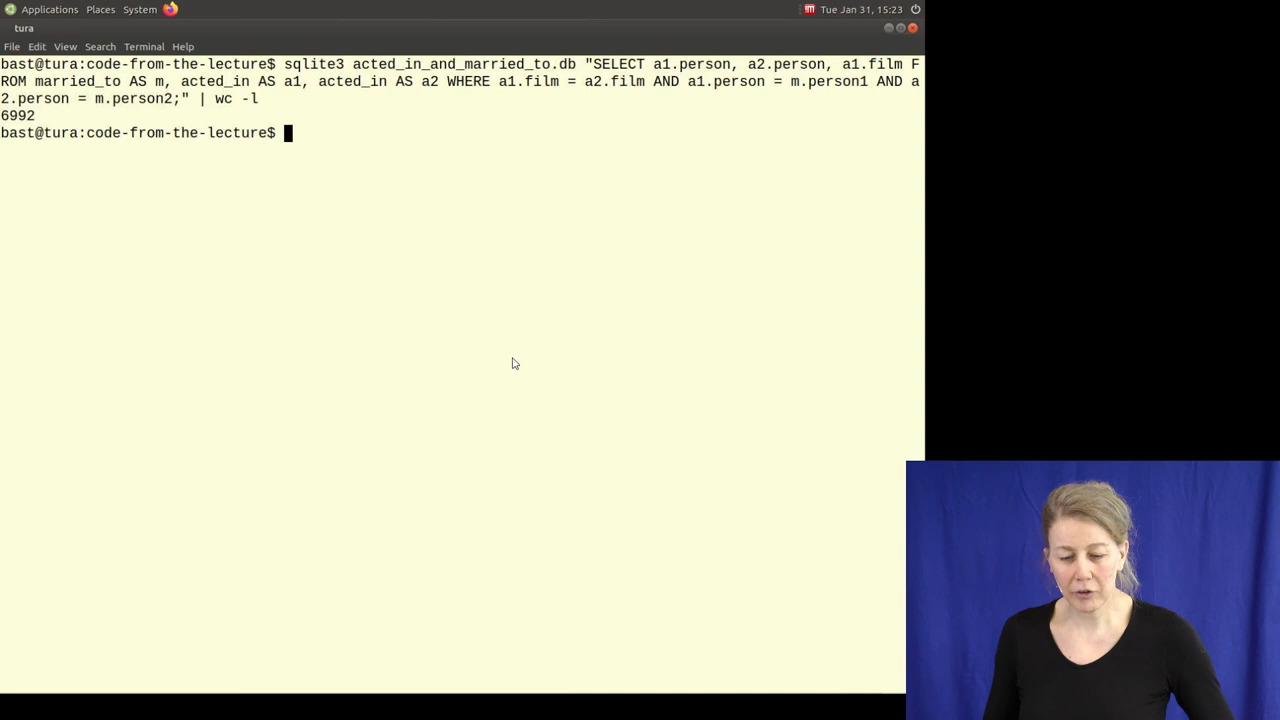 Applications Places System
Tue Jan 31, 15:23
tura
File Edit View Search Terminal Help
bast@tura:code-from-the-lecture$ sqlite3 acted_in_and_married_to.db "SELECT a1.person, a2.person, a1.film F
ROM married_to AS m, acted_in AS a1, acted_in AS a2 WHERE a1.film = a2.film AND a1.person = m.person1 AND a
2.person = m.person2;" | wc -l
6992
bast@tura:code-from-the-lecture$